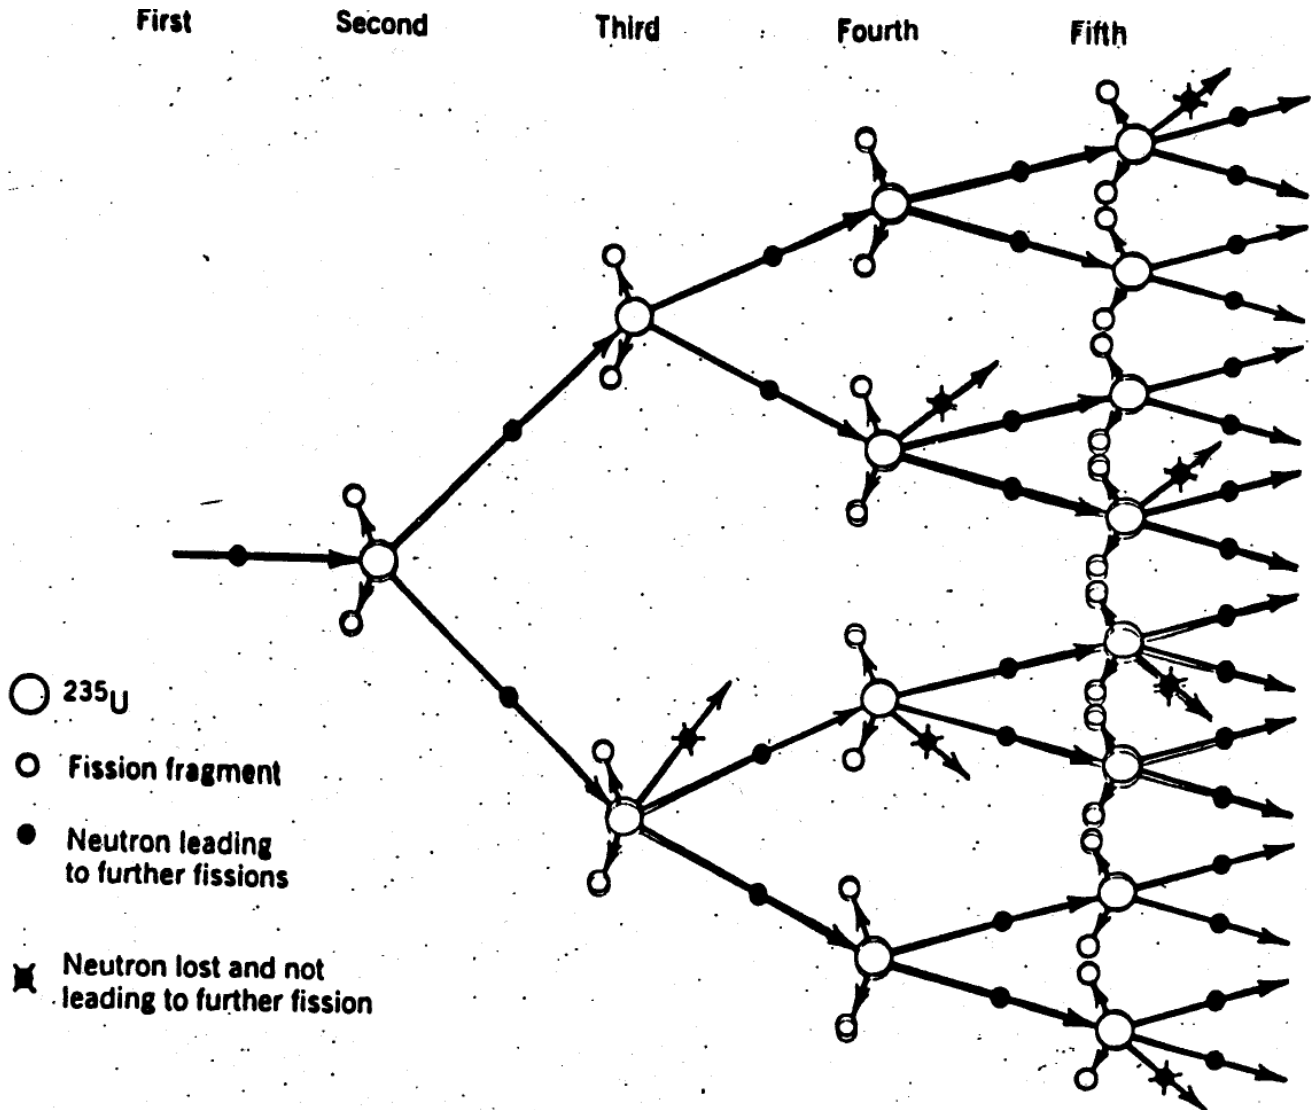 First Second Third Fourth Fifth
235U
Fission fragment
Neutron leading
to further fissions
Neutron lost and not
leading to further fission